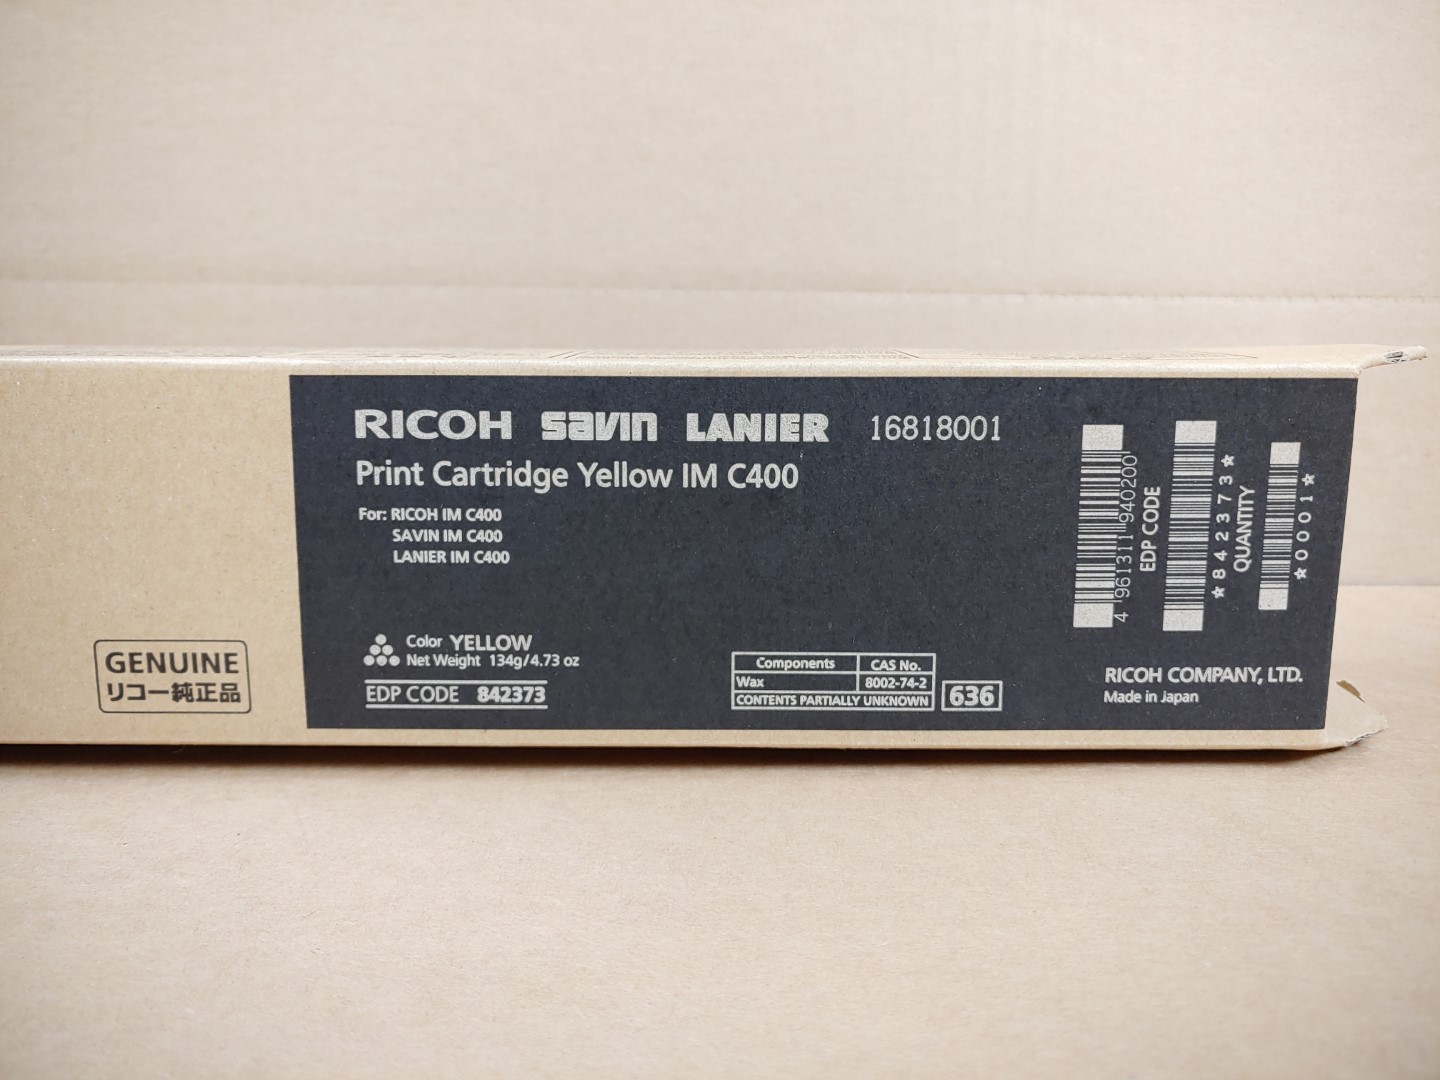 RICOH savin LANIER 16818001
Print Cartridge Yellow IM C400
For: RICOH IM C400
SAVIN IM C400
LANIER IM C400
GENUINE
リコー純正品
Color YELLOW
Net Weight 134g/4.73 oz
EDP CODE 842373
Components CAS No.
Wax 8002-74-2
CONTENTS PARTIALLY UNKNOWN
636
4 961311 940200
EDP CODE
*842373*
QUANTITY
*0001*
RICOH COMPANY, LTD.
Made in Japan